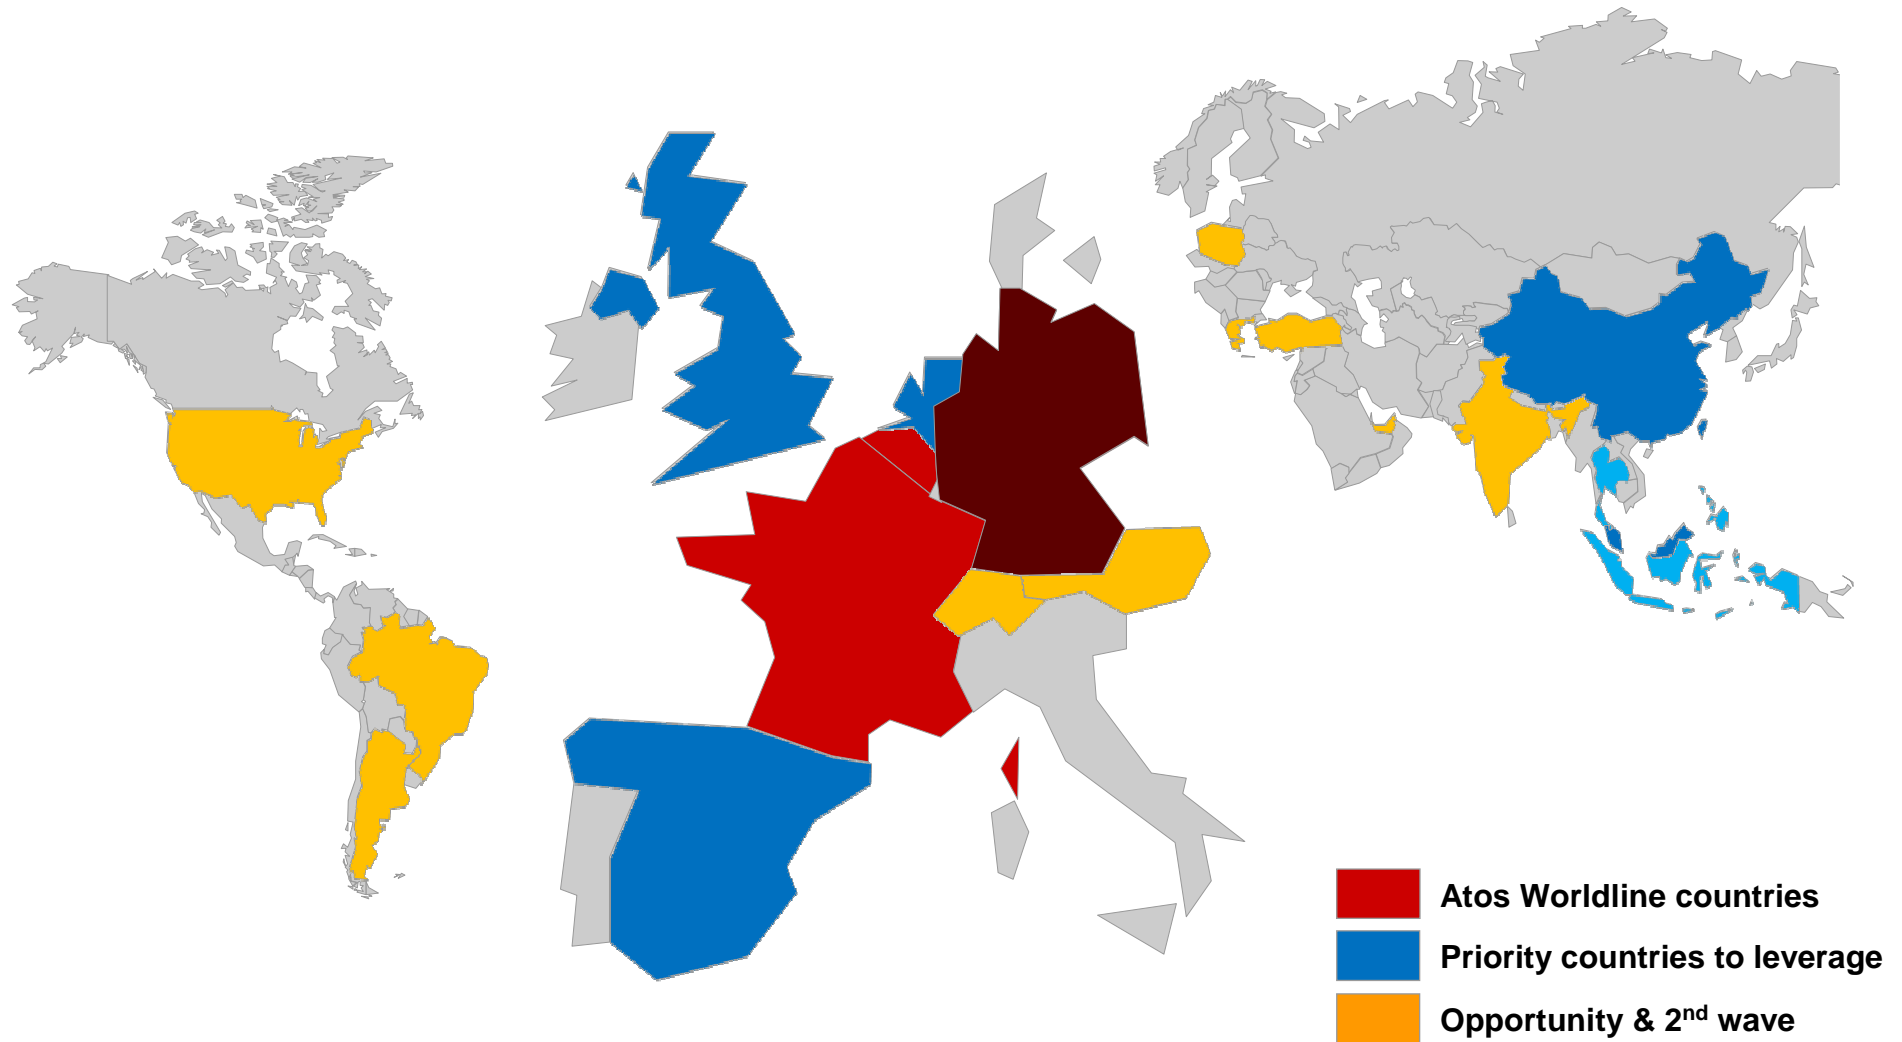 Atos Worldline countries
Priority countries to leverage
Opportunity & 2nd wave